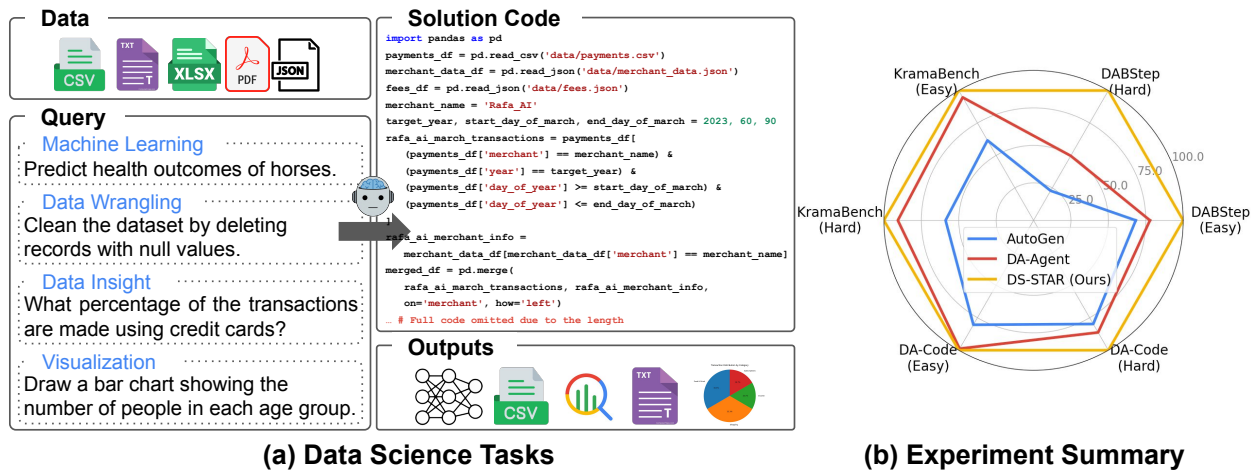 Data
CSV
TXT
T
XLSX
PDF
JSON
Query
Machine Learning
Predict health outcomes of horses.
Data Wrangling
Clean the dataset by deleting
records with null values.
Data Insight
What percentage of the transactions
are made using credit cards?
Visualization
Draw a bar chart showing the
number of people in each age group.
Solution Code
import pandas as pd
payments_df = pd.read_csv('data/payments.csv')
merchant_data_df = pd.read_json('data/merchant_data.json')
fees_df = pd.read_json('data/fees.json')
merchant_name = 'Rafa_AI'
target_year, start_day_of_march, end_day_of_march = 2023, 60, 90
rafa_ai_march_transactions = payments_df[
(payments_df['merchant'] == merchant_name) &
(payments_df['year'] == target_year) &
(payments_df['day_of_year'] >= start_day_of_march) &
(payments_df['day_of_year'] <= end_day_of_march)
]
rafa_ai_merchant_info =
merchant_data_df[merchant_data_df['merchant'] == merchant_name]
merged_df = pd.merge(
rafa_ai_march_transactions, rafa_ai_merchant_info,
on='merchant', how='left')
… # Full code omitted due to the length
Outputs
CSV
TXT
T
(a) Data Science Tasks
KramaBench
(Easy)
DABStep
(Hard)
100.0
75.0
50.0
25.0
KramaBench
(Hard)
DABStep
(Easy)
AutoGen
DA-Agent
DS-STAR (Ours)
DA-Code
(Easy)
DA-Code
(Hard)
(b) Experiment Summary